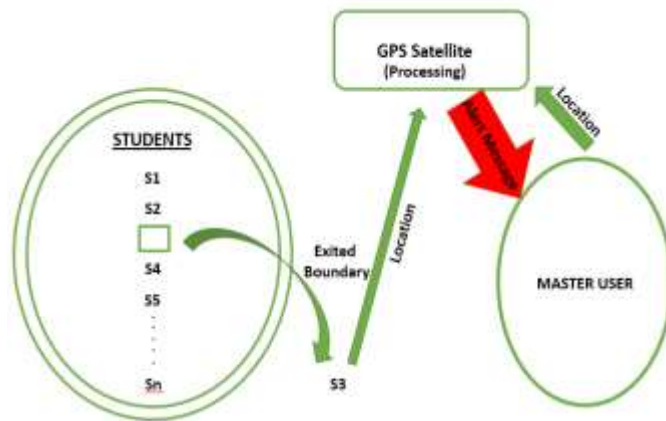 GPS Satellite
(Processing)
Location
Alert Message
STUDENTS
S1
S2
Exited
Boundary
Location
S4
S5
.
.
.
.
.
Sn
S3
MASTER USER